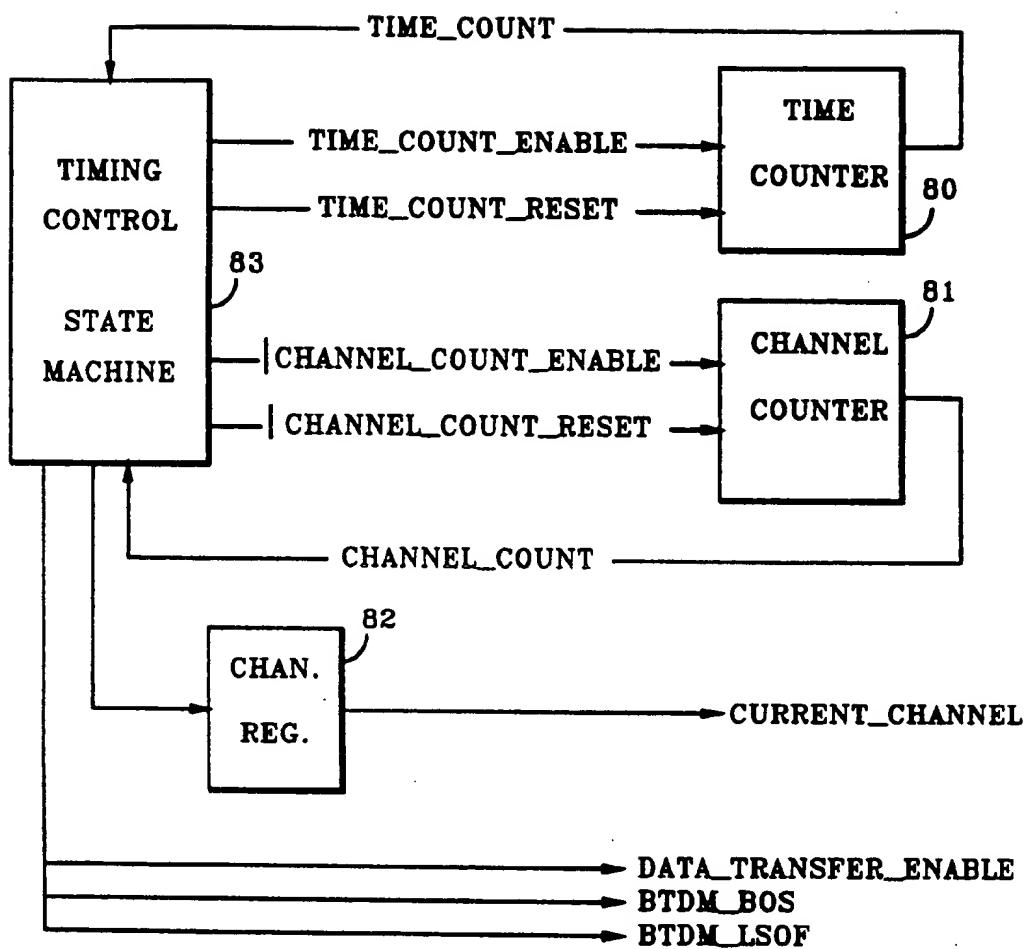 TIME_COUNT
TIMING
CONTROL
STATE
MACHINE
83
TIME_COUNT_ENABLE
TIME_COUNT_RESET
TIME
COUNTER
80
CHANNEL_COUNT_ENABLE
CHANNEL_COUNT_RESET
CHANNEL
COUNTER
81
CHANNEL_COUNT
CHAN.
REG.
82
CURRENT_CHANNEL
DATA_TRANSFER_ENABLE
BTDM_BOS
BTDM_LSOF